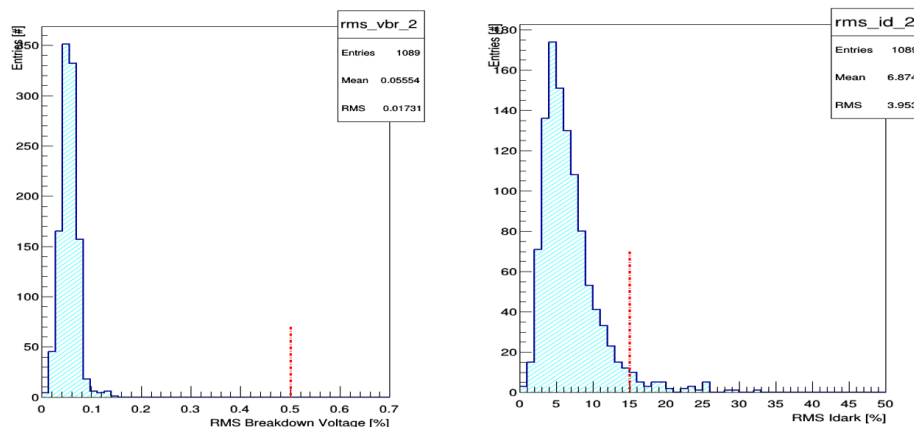 rms_vbr_2
Entries 1089
Mean 0.05554
RMS 0.01731
Entries [#]
350
300
250
200
150
100
50
0
0 0.1 0.2 0.3 0.4 0.5 0.6 0.7
RMS Breakdown Voltage [%]
rms_id_2
Entries 1089
Mean 6.874
RMS 3.953
Entries [#]
180
160
140
120
100
80
60
40
20
0
0 5 10 15 20 25 30 35 40 45 50
RMS Idark [%]